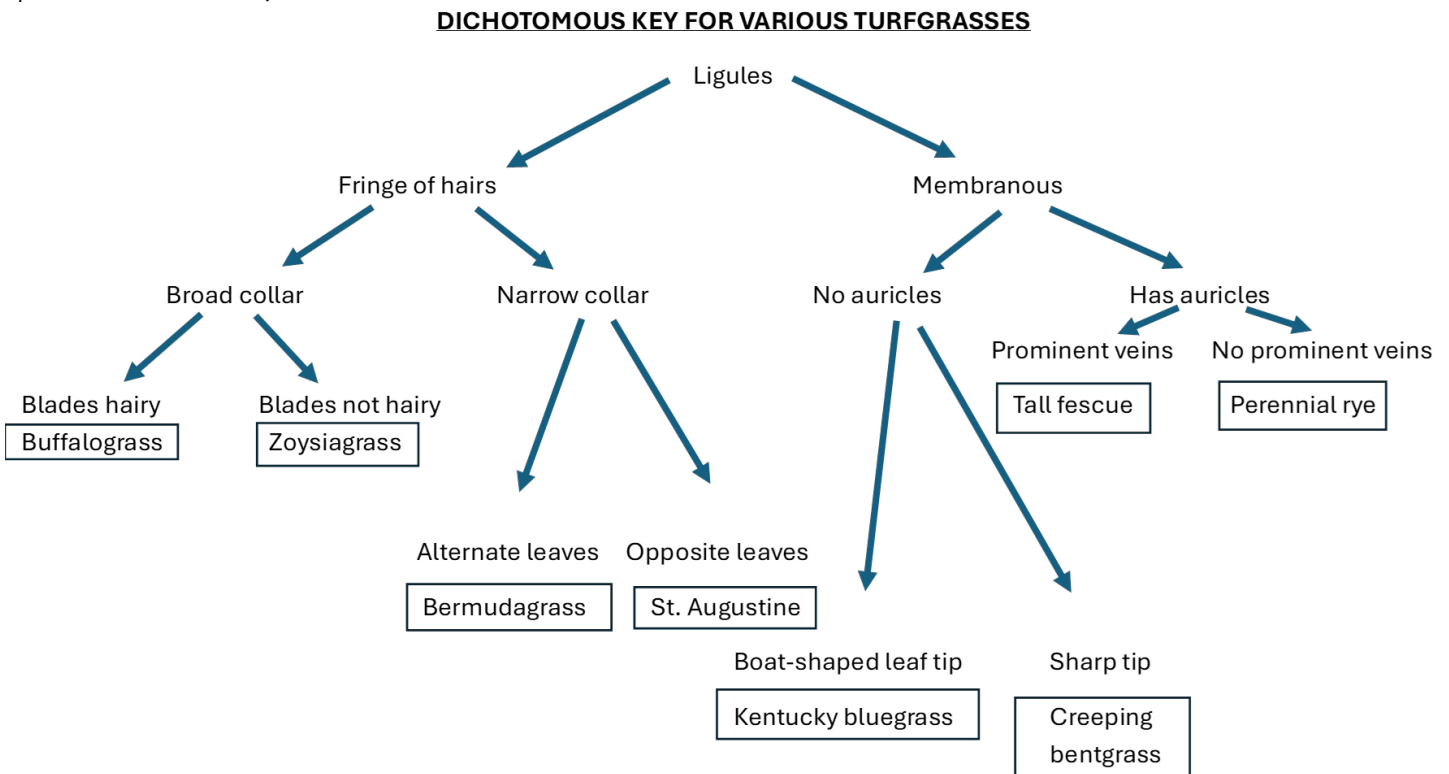 DICHOTOMOUS KEY FOR VARIOUS TURFGRASSES
Ligules
Fringe of hairs
Membranous
Broad collar
Narrow collar
No auricles
Has auricles
Prominent veins
No prominent veins
Tall fescue
Perennial rye
Blades hairy
Blades not hairy
Buffalograss
Zoysiagrass
Alternate leaves
Opposite leaves
Bermudagrass
St. Augustine
Boat-shaped leaf tip
Sharp tip
Kentucky bluegrass
Creeping
bentgrass